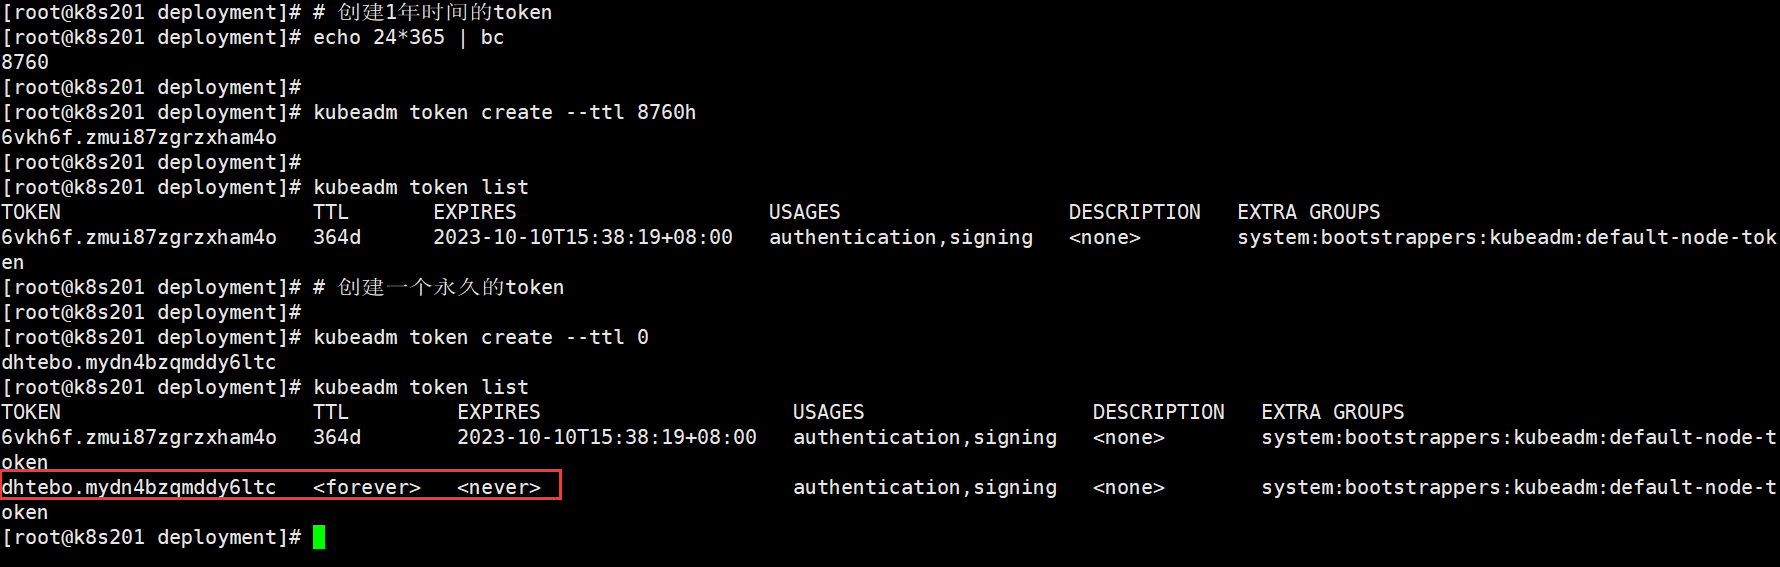 [root@k8s201 deployment]# # 创建1年时间的token
[root@k8s201 deployment]# echo 24*365 | bc
8760
[root@k8s201 deployment]#
[root@k8s201 deployment]# kubeadm token create --ttl 8760h
6vkh6f.zmui87zgrzxham4o
[root@k8s201 deployment]#
[root@k8s201 deployment]# kubeadm token list
TOKEN                     TTL       EXPIRES                     USAGES                   DESCRIPTION   EXTRA GROUPS
6vkh6f.zmui87zgrzxham4o   364d      2023-10-10T15:38:19+08:00   authentication,signing   <none>        system:bootstrappers:kubeadm:default-node-tok
en
[root@k8s201 deployment]# # 创建一个永久的token
[root@k8s201 deployment]#
[root@k8s201 deployment]# kubeadm token create --ttl 0
dhtebo.mydn4bzqmddy6ltc
[root@k8s201 deployment]# kubeadm token list
TOKEN                     TTL         EXPIRES                     USAGES                   DESCRIPTION   EXTRA GROUPS
6vkh6f.zmui87zgrzxham4o   364d        2023-10-10T15:38:19+08:00   authentication,signing   <none>        system:bootstrappers:kubeadm:default-node-t
oken
dhtebo.mydn4bzqmddy6ltc   <forever>   <never>                     authentication,signing   <none>        system:bootstrappers:kubeadm:default-node-t
oken
[root@k8s201 deployment]#